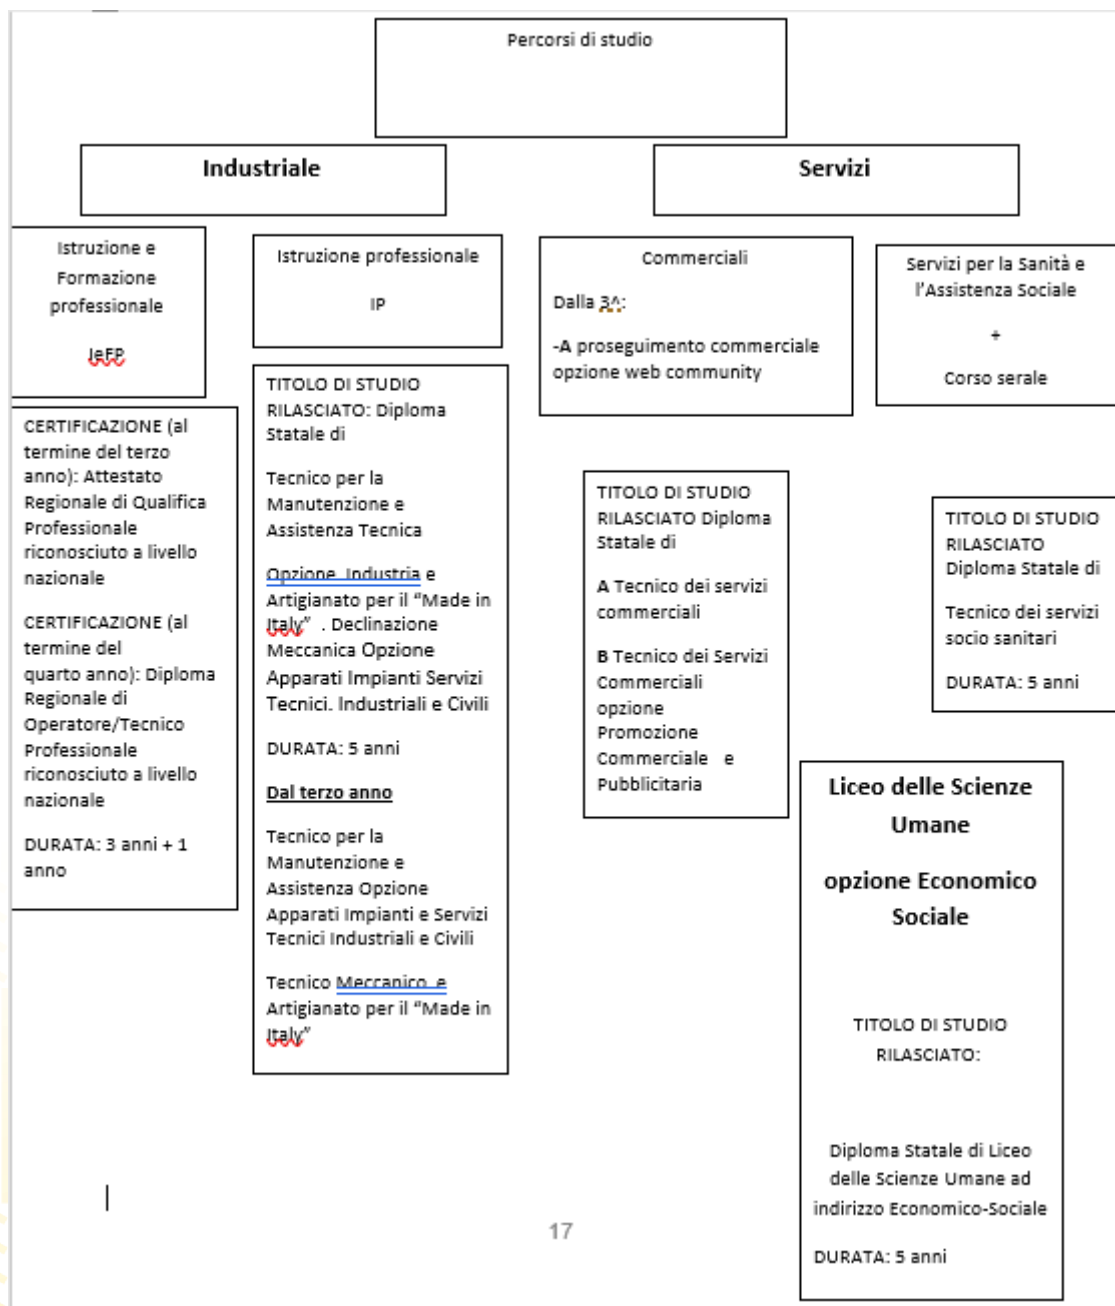 Percorsi di studio
Industriale
Servizi
Istruzione e
Formazione
professionale
IeFP
Istruzione professionale
IP
Commerciali
Dalla 3^:
-A proseguimento commerciale
opzione web community
Servizi per la Sanità e
l'Assistenza Sociale
+
Corso serale
CERTIFICAZIONE (al
termine del terzo
anno): Attestato
Regionale di Qualifica
Professionale
riconosciuto a livello
nazionale
CERTIFICAZIONE (al
termine del
quarto anno): Diploma
Regionale di
Operatore/Tecnico
Professionale
riconosciuto a livello
nazionale
DURATA: 3 anni + 1
anno
TITOLO DI STUDIO
RILASCIATO: Diploma
Statale di
Tecnico per la
Manutenzione e
Assistenza Tecnica
Opzione Industria e
Artigianato per il “Made in
Italy” . Declinazione
Meccanica Opzione
Apparati Impianti Servizi
Tecnici. Industriali e Civili
DURATA: 5 anni
Dal terzo anno
Tecnico per la
Manutenzione e
Assistenza Opzione
Apparati Impianti e Servizi
Tecnici Industriali e Civili
Tecnico Meccanico e
Artigianato per il “Made in
Italy”
TITOLO DI STUDIO
RILASCIATO Diploma
Statale di
A Tecnico dei servizi
commerciali
B Tecnico dei Servizi
Commerciali
opzione
Promozione
Commerciale e
Pubblicitaria
TITOLO DI STUDIO
RILASCIATO
Diploma Statale di
Tecnico dei servizi
socio sanitari
DURATA: 5 anni
Liceo delle Scienze
Umane
opzione Economico
Sociale
TITOLO DI STUDIO
RILASCIATO:
Diploma Statale di Liceo
delle Scienze Umane ad
indirizzo Economico-Sociale
DURATA: 5 anni
17